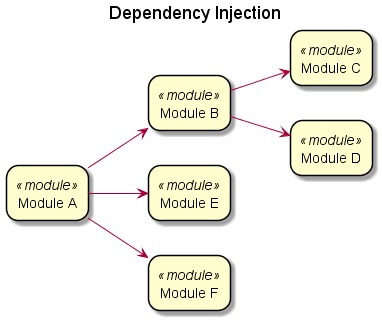 Dependency Injection
«module»
Module C
«module»
Module B
«module»
Module D
«module»
Module A
«module»
Module E
«module»
Module F